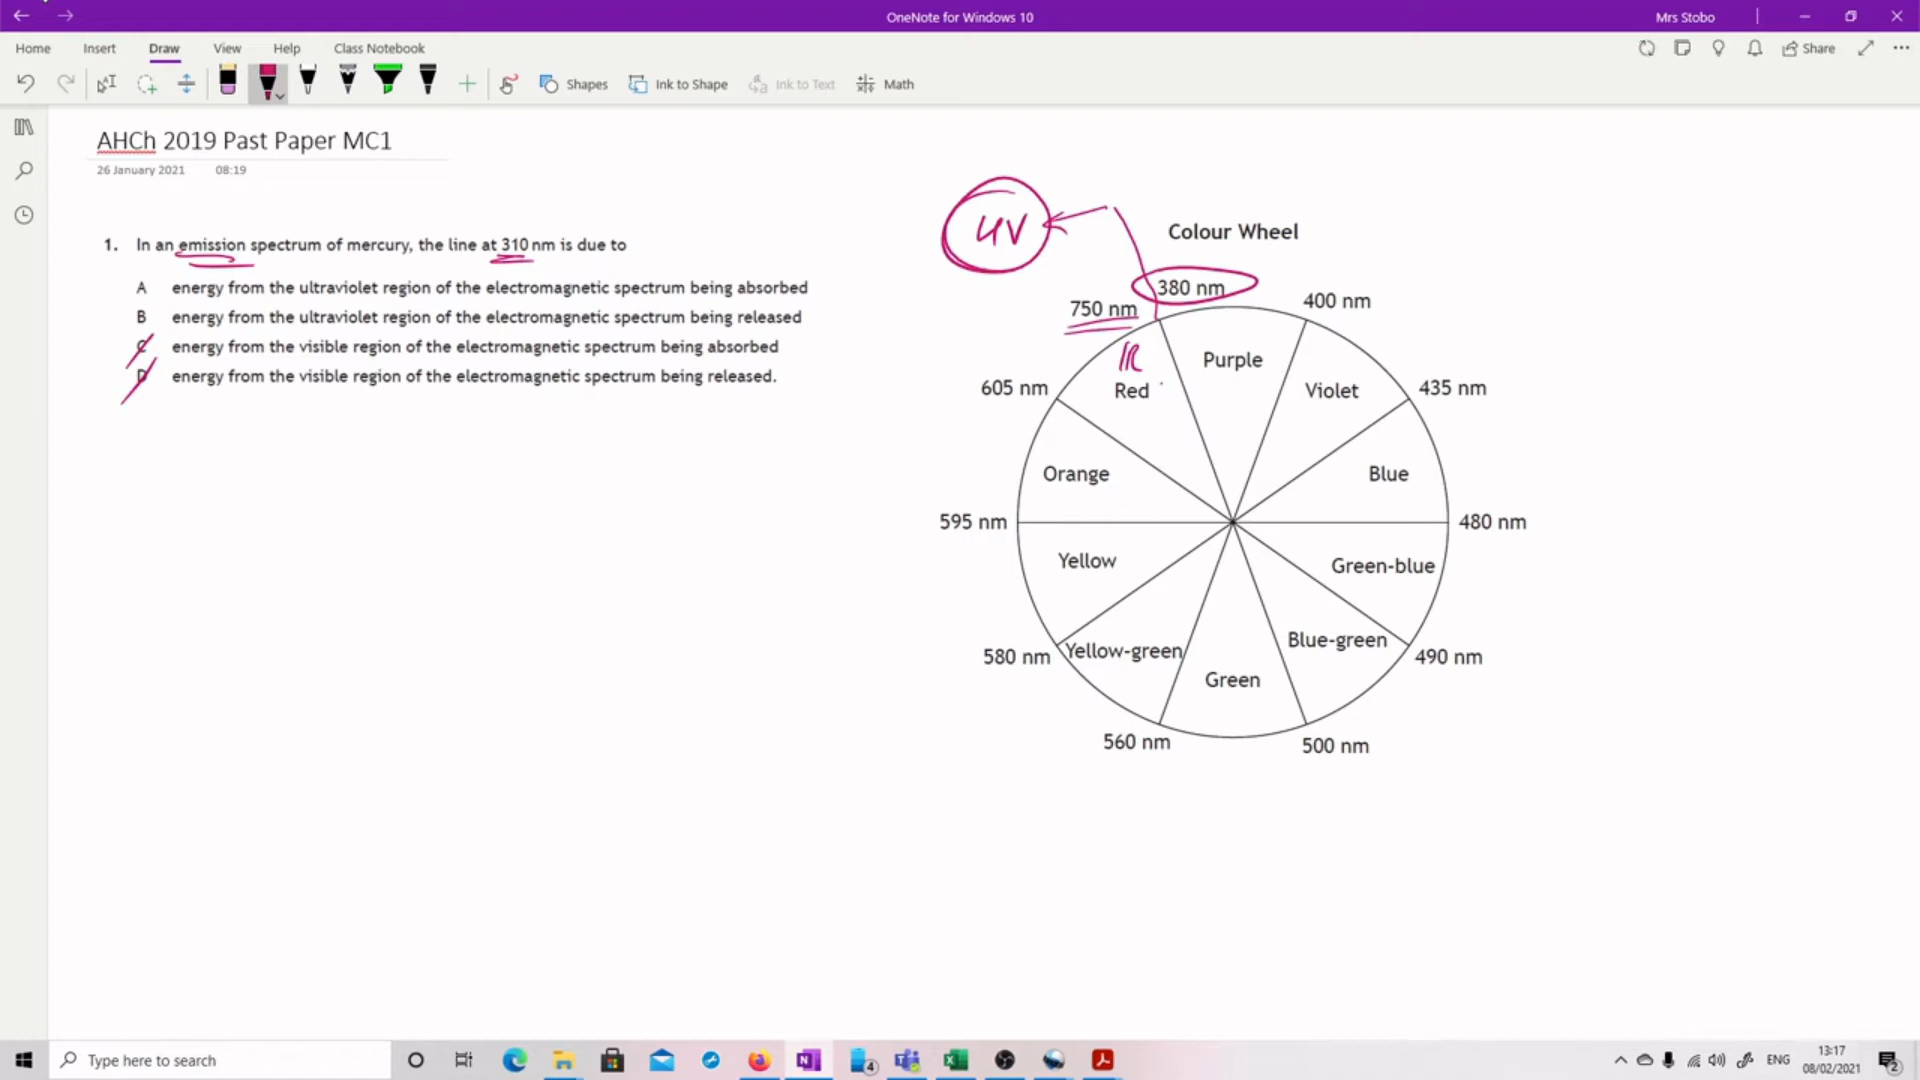 OneNote for Windows 10
Mrs Stobo
Home Insert Draw View Help Class Notebook
Share
Shapes Ink to Shape Ink to Text Math
AHCh 2019 Past Paper MC1
26 January 2021 08:19
1. In an emission spectrum of mercury, the line at 310 nm is due to
A energy from the ultraviolet region of the electromagnetic spectrum being absorbed
B energy from the ultraviolet region of the electromagnetic spectrum being released
C energy from the visible region of the electromagnetic spectrum being absorbed
D energy from the visible region of the electromagnetic spectrum being released.
UV
Colour Wheel
380 nm
400 nm
750 nm
IR
Purple
Red
Violet
605 nm
435 nm
Orange
Blue
595 nm
480 nm
Yellow
Green-blue
Blue-green
Yellow-green
580 nm
490 nm
Green
560 nm
500 nm
Type here to search
4
ENG
13:17
08/02/2021
2